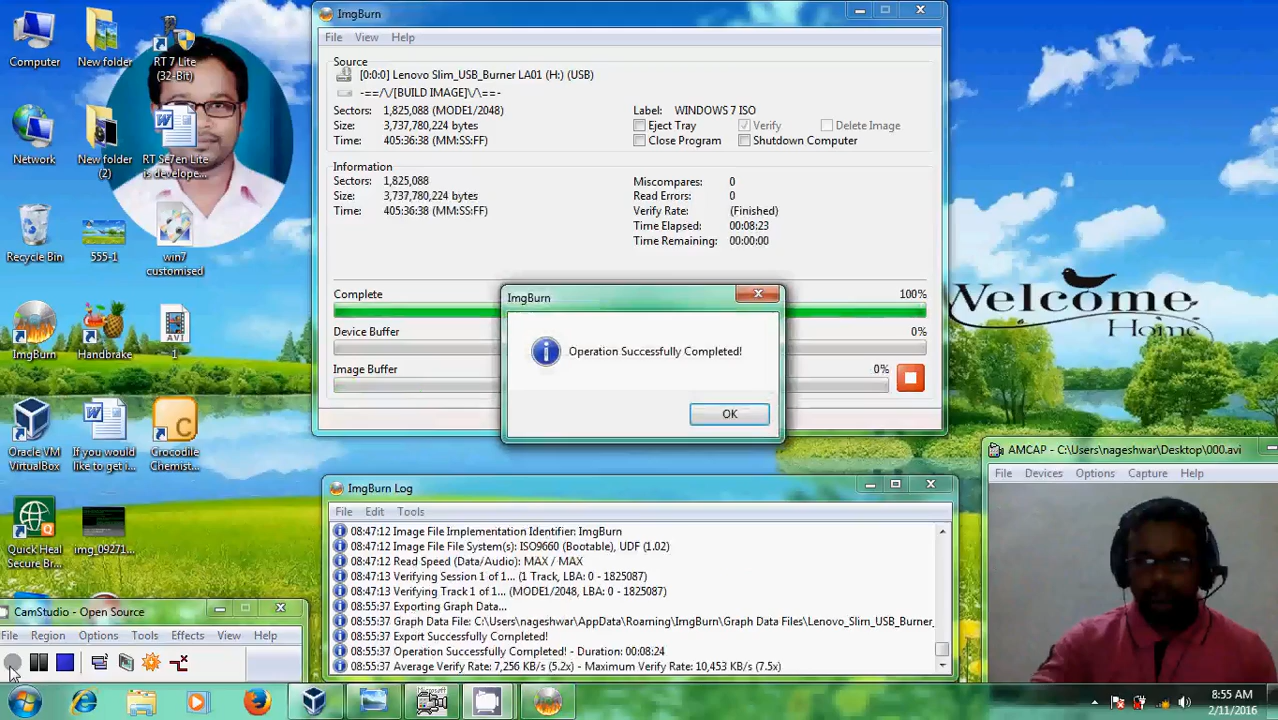 Computer
New folder
RT 7 Lite
(32-Bit)
Network
New folder
(2)
RT Se7en Lite
is develope...
Recycle Bin
555-1
win7
customised
ImgBurn
Handbrake
AVI
1
Oracle VM
VirtualBox
If you would
like to get i...
Crocodile
Chemist...
Quick Heal
Secure Br...
img_09271...
ImgBurn
File View Help
Source
[0:0:0] Lenovo Slim_USB_Burner LA01 (H:) (USB)
-==/\/[BUILD IMAGE]\/\==-
Sectors: 1,825,088 (MODE1/2048)
Label: WINDOWS 7 ISO
Size: 3,737,780,224 bytes
Eject Tray Verify Delete Image
Time: 405:36:38 (MM:SS:FF)
Close Program Shutdown Computer
Information
Sectors: 1,825,088
Miscompares: 0
Size: 3,737,780,224 bytes
Read Errors: 0
Time: 405:36:38 (MM:SS:FF)
Verify Rate: (Finished)
Time Elapsed: 00:08:23
Time Remaining: 00:00:00
Complete 100%
Device Buffer 0%
Image Buffer 0%
ImgBurn
Operation Successfully Completed!
OK
Welcome
Home
ImgBurn Log
File Edit Tools
08:47:12 Image File Implementation Identifier: ImgBurn
08:47:12 Image File File System(s): ISO9660 (Bootable), UDF (1.02)
08:47:12 Read Speed (Data/Audio): MAX / MAX
08:47:13 Verifying Session 1 of 1... (1 Track, LBA: 0 - 1825087)
08:47:13 Verifying Track 1 of 1... (MODE1/2048, LBA: 0 - 1825087)
08:55:37 Exporting Graph Data...
08:55:37 Graph Data File: C:\Users\nageshwar\AppData\Roaming\ImgBurn\Graph Data Files\Lenovo_Slim_USB_Burner_
08:55:37 Export Successfully Completed!
08:55:37 Operation Successfully Completed! - Duration: 00:08:24
08:55:37 Average Verify Rate: 7,256 KB/s (5.2x) - Maximum Verify Rate: 10,453 KB/s (7.5x)
AMCAP - C:\Users\nageshwar\Desktop\000.avi
File Devices Options Capture Help
CamStudio - Open Source
File Region Options Tools Effects View Help
8:55 AM
2/11/2016